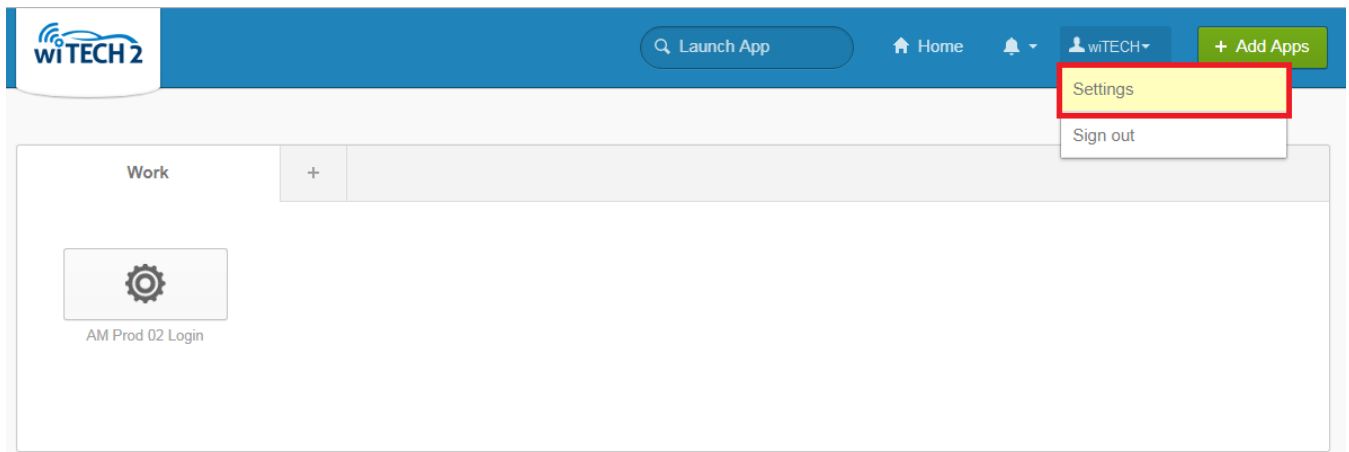 wiTECH 2
Launch App
Home
wiTECH
+ Add Apps
Settings
Sign out
Work
+
AM Prod 02 Login